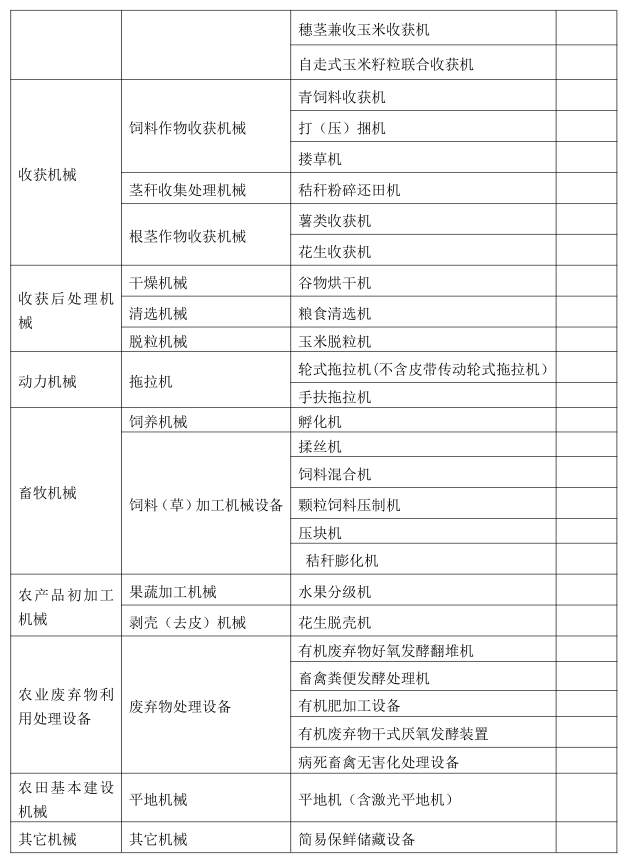 穗茎兼收玉米收获机
自走式玉米籽粒联合收获机
收获机械
饲料作物收获机械
青饲料收获机
打（压）捆机
搂草机
茎秆收集处理机械
秸秆粉碎还田机
根茎作物收获机械
薯类收获机
花生收获机
收获后处理机
械
干燥机械
谷物烘干机
清选机械
粮食清选机
脱粒机械
玉米脱粒机
动力机械
拖拉机
轮式拖拉机(不含皮带传动轮式拖拉机）
手扶拖拉机
畜牧机械
饲养机械
孵化机
饲料（草）加工机械设备
揉丝机
饲料混合机
颗粒饲料压制机
压块机
秸秆膨化机
农产品初加工
机械
果蔬加工机械
水果分级机
剥壳（去皮）机械
花生脱壳机
农业废弃物利
用处理设备
废弃物处理设备
有机废弃物好氧发酵翻堆机
畜禽粪便发酵处理机
有机肥加工设备
有机废弃物干式厌氧发酵装置
病死畜禽无害化处理设备
农田基本建设
机械
平地机械
平地机（含激光平地机）
其它机械
其它机械
简易保鲜储藏设备